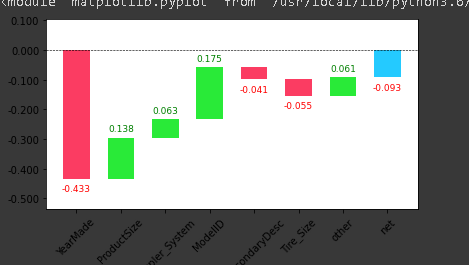 <module 'matplotlib.pyplot' from '/usr/local/lib/python3.6/
0.100
0.000
-0.100
-0.200
-0.300
-0.400
-0.500
-0.433
0.138
0.063
0.175
-0.041
-0.055
0.061
-0.093
YearMade
ProductSize
pler_System
ModelID
ondaryDesc
Tire_Size
other
net